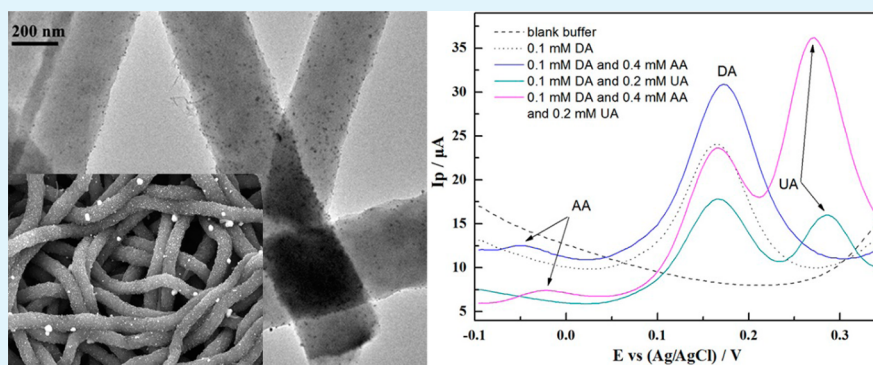 200 nm
blank buffer
0.1 mM DA
0.1 mM DA and 0.4 mM AA
0.1 mM DA and 0.2 mM UA
0.1 mM DA and 0.4 mM AA
and 0.2 mM UA
DA
AA
UA
Ip / µA
35
30
25
20
15
10
5
-0.1
0.0
0.1
0.2
0.3
E vs (Ag/AgCl) / V